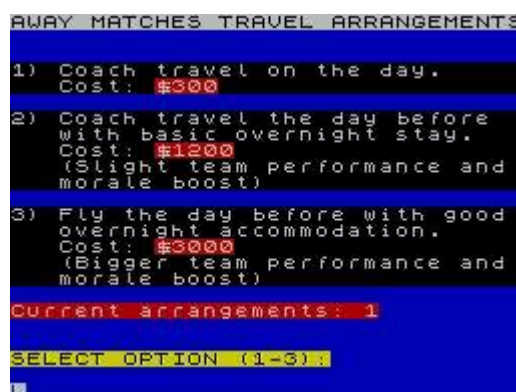 AWAY MATCHES TRAVEL ARRANGEMENTS
1) Coach travel on the day.
Cost: $300
2) Coach travel the day before
with basic overnight stay.
Cost: $1200
(Slight team performance and
morale boost)
3) Fly the day before with good
overnight accommodation.
Cost: $3000
(Bigger team performance and
morale boost)
Current arrangements: 1
SELECT OPTION (1-3):
L